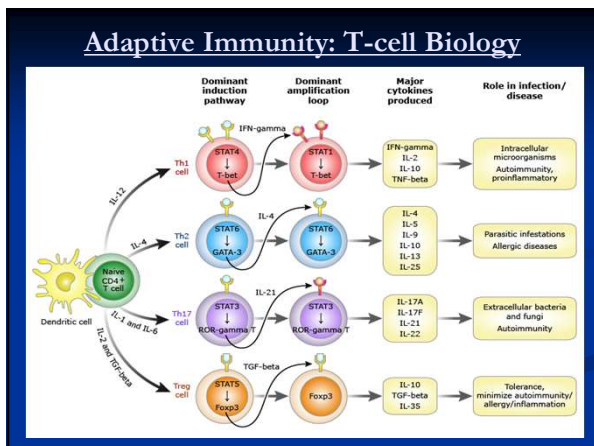 Adaptive Immunity: T-cell Biology
Dominant
induction
pathway
Dominant
amplification
loop
Major
cytokines
produced
Role in infection/
disease
IL-12
Th1
cell
STAT4
↓
T-bet
IFN-gamma
STAT1
↓
T-bet
IFN-gamma
IL-2
IL-10
TNF-beta
Intracellular
microorganisms
Autoimmunity,
proinflammatory
IL-4
Th2
cell
STAT6
↓
GATA-3
IL-4
STAT6
↓
GATA-3
IL-4
IL-5
IL-9
IL-10
IL-13
IL-25
Parasitic infestations
Allergic diseases
Naive
CD4+
T cell
Dendritic cell
IL-1 and IL-6
Th17
cell
STAT3
↓
ROR-gamma T
IL-21
STAT3
↓
ROR-gamma T
IL-17A
IL-17F
IL-21
IL-22
Extracellular bacteria
and fungi
Autoimmunity
IL-2 and TGF-beta
Treg
cell
STAT5
↓
Foxp3
TGF-beta
Foxp3
IL-10
TGF-beta
IL-35
Tolerance,
minimize autoimmunity/
allergy/inflammation